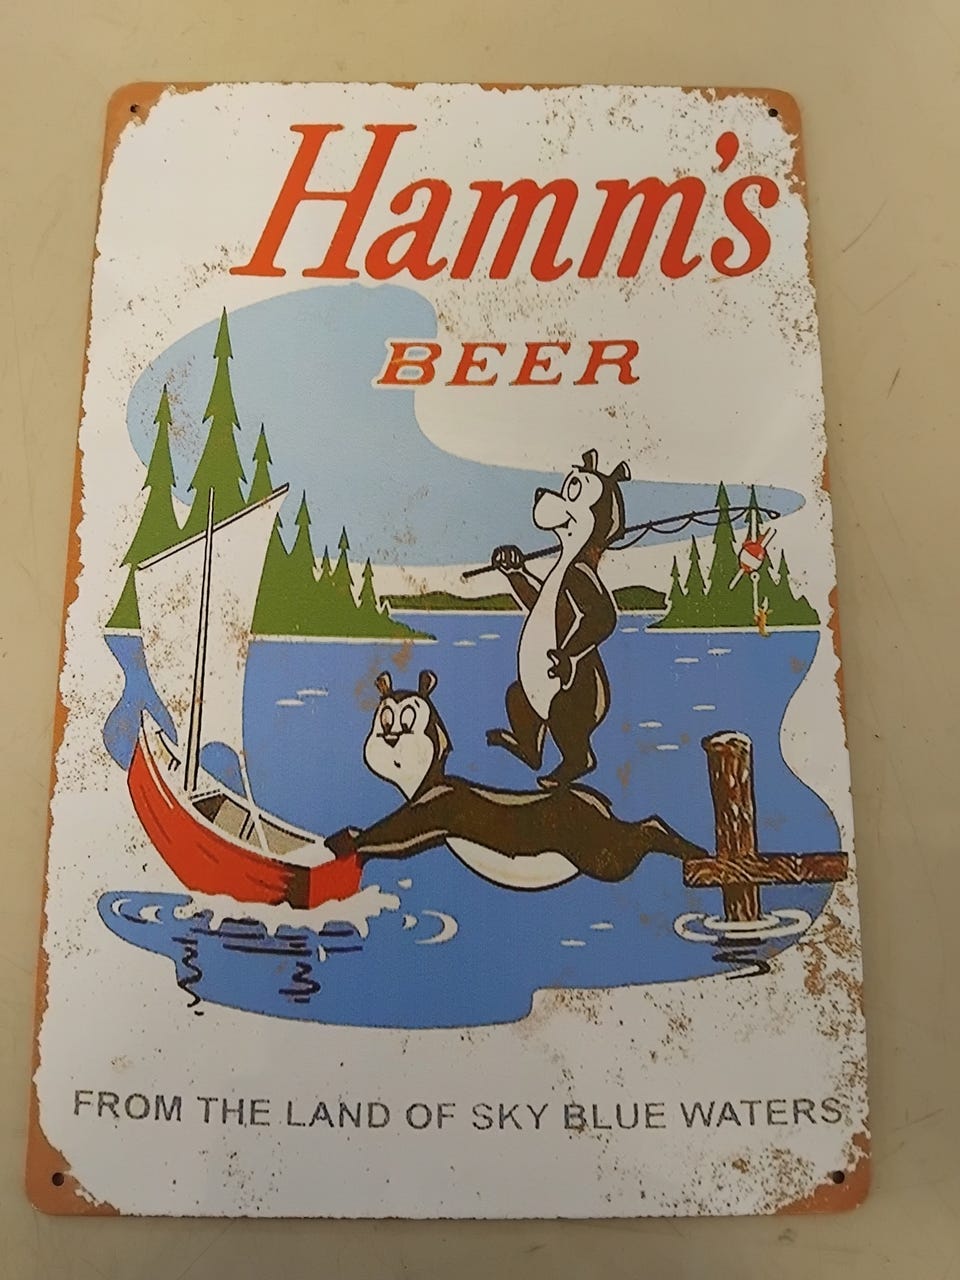 Hamm's
BEER
FROM THE LAND OF SKY BLUE WATERS